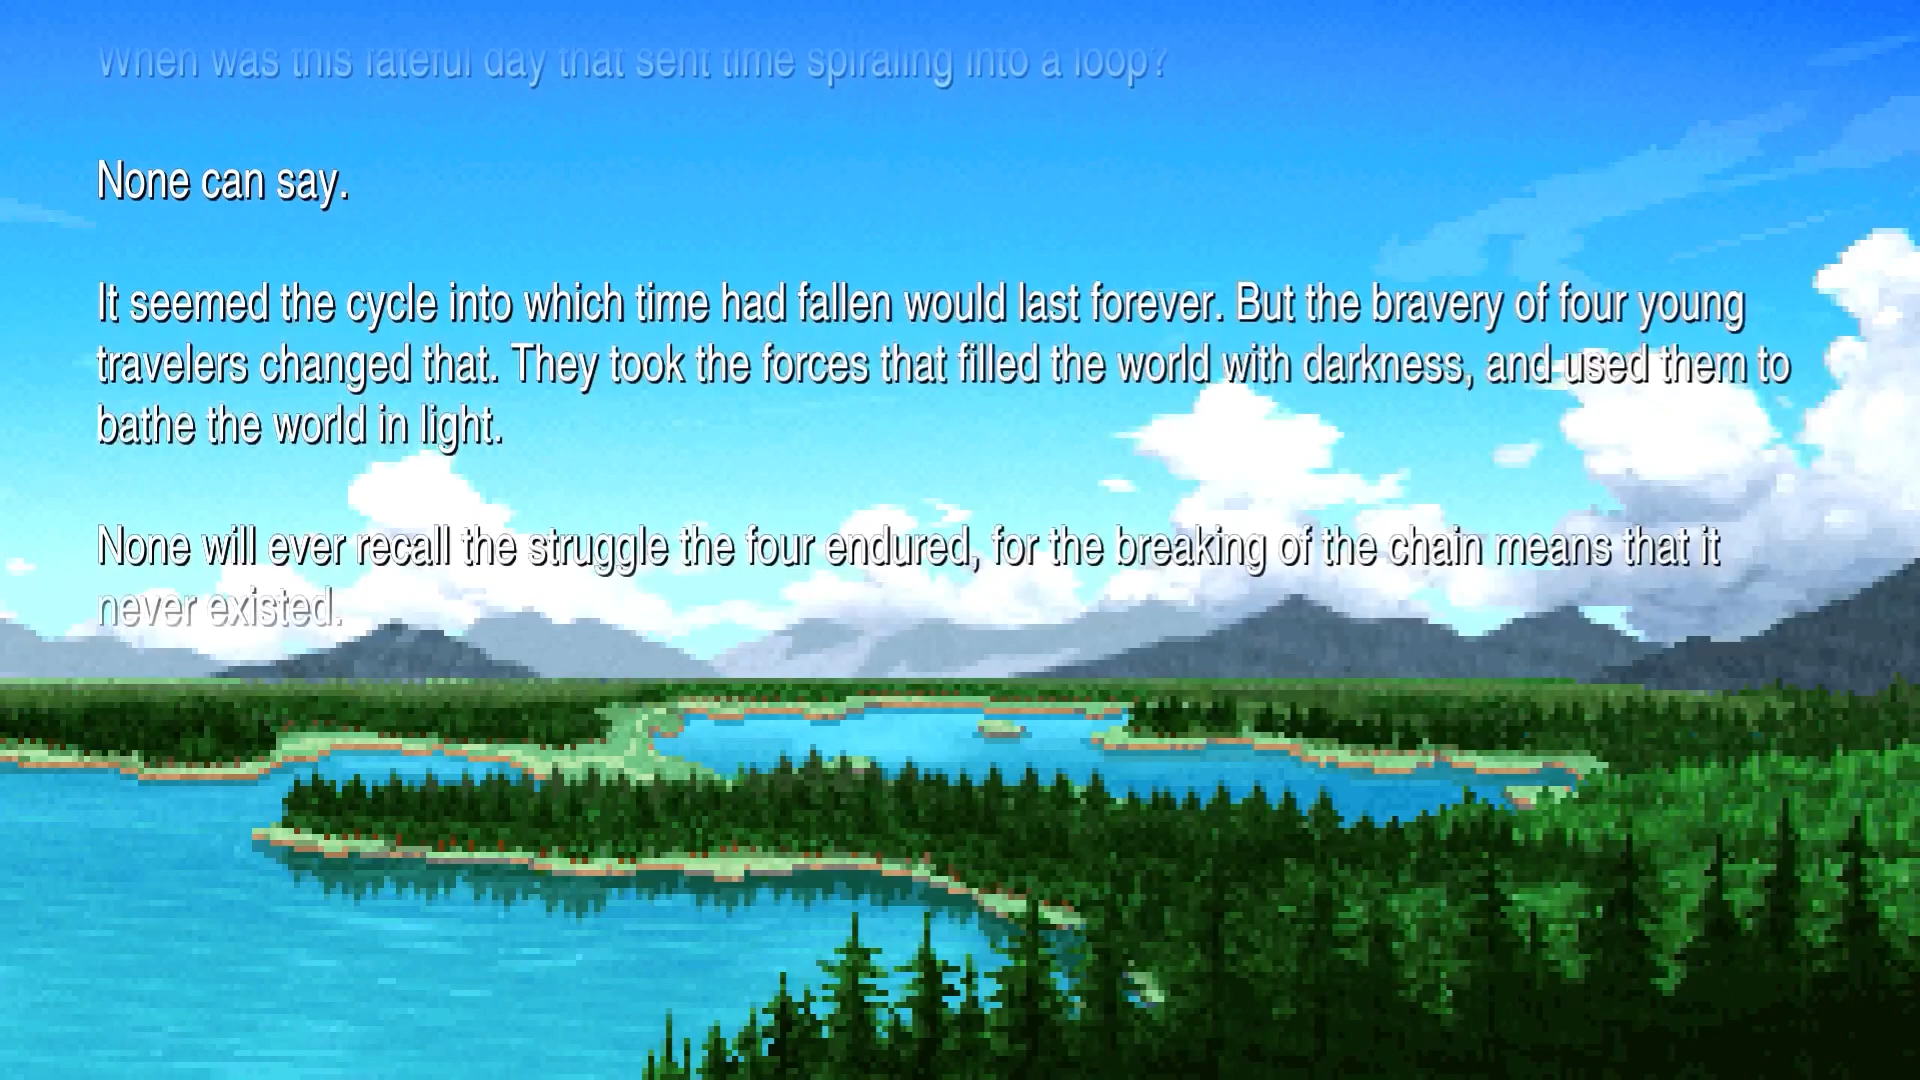 When was this fateful day that sent time spiraling into a loop?
None can say.
It seemed the cycle into which time had fallen would last forever. But the bravery of four young
travelers changed that. They took the forces that filled the world with darkness, and used them to
bathe the world in light.
None will ever recall the struggle the four endured, for the breaking of the chain means that it
never existed.